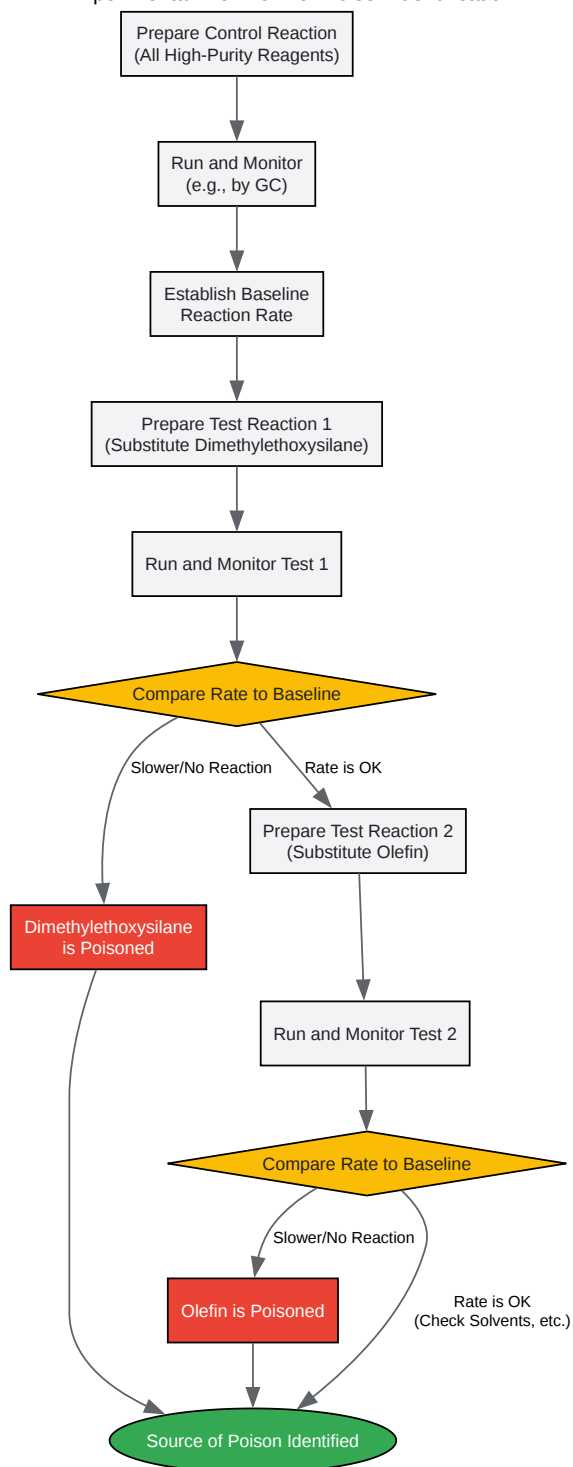 Prepare Control Reaction
(All High-Purity Reagents)
Run and Monitor
(e.g., by GC)
Establish Baseline
Reaction Rate
Prepare Test Reaction 1
(Substitute Dimethylethoxysilane)
Run and Monitor Test 1
Compare Rate to Baseline
Slower/No Reaction
Rate is OK
Prepare Test Reaction 2
(Substitute Olefin)
Dimethylethoxysilane
is Poisoned
Run and Monitor Test 2
Compare Rate to Baseline
Slower/No Reaction
Rate is OK
(Check Solvents, etc.)
Olefin is Poisoned
Source of Poison Identified